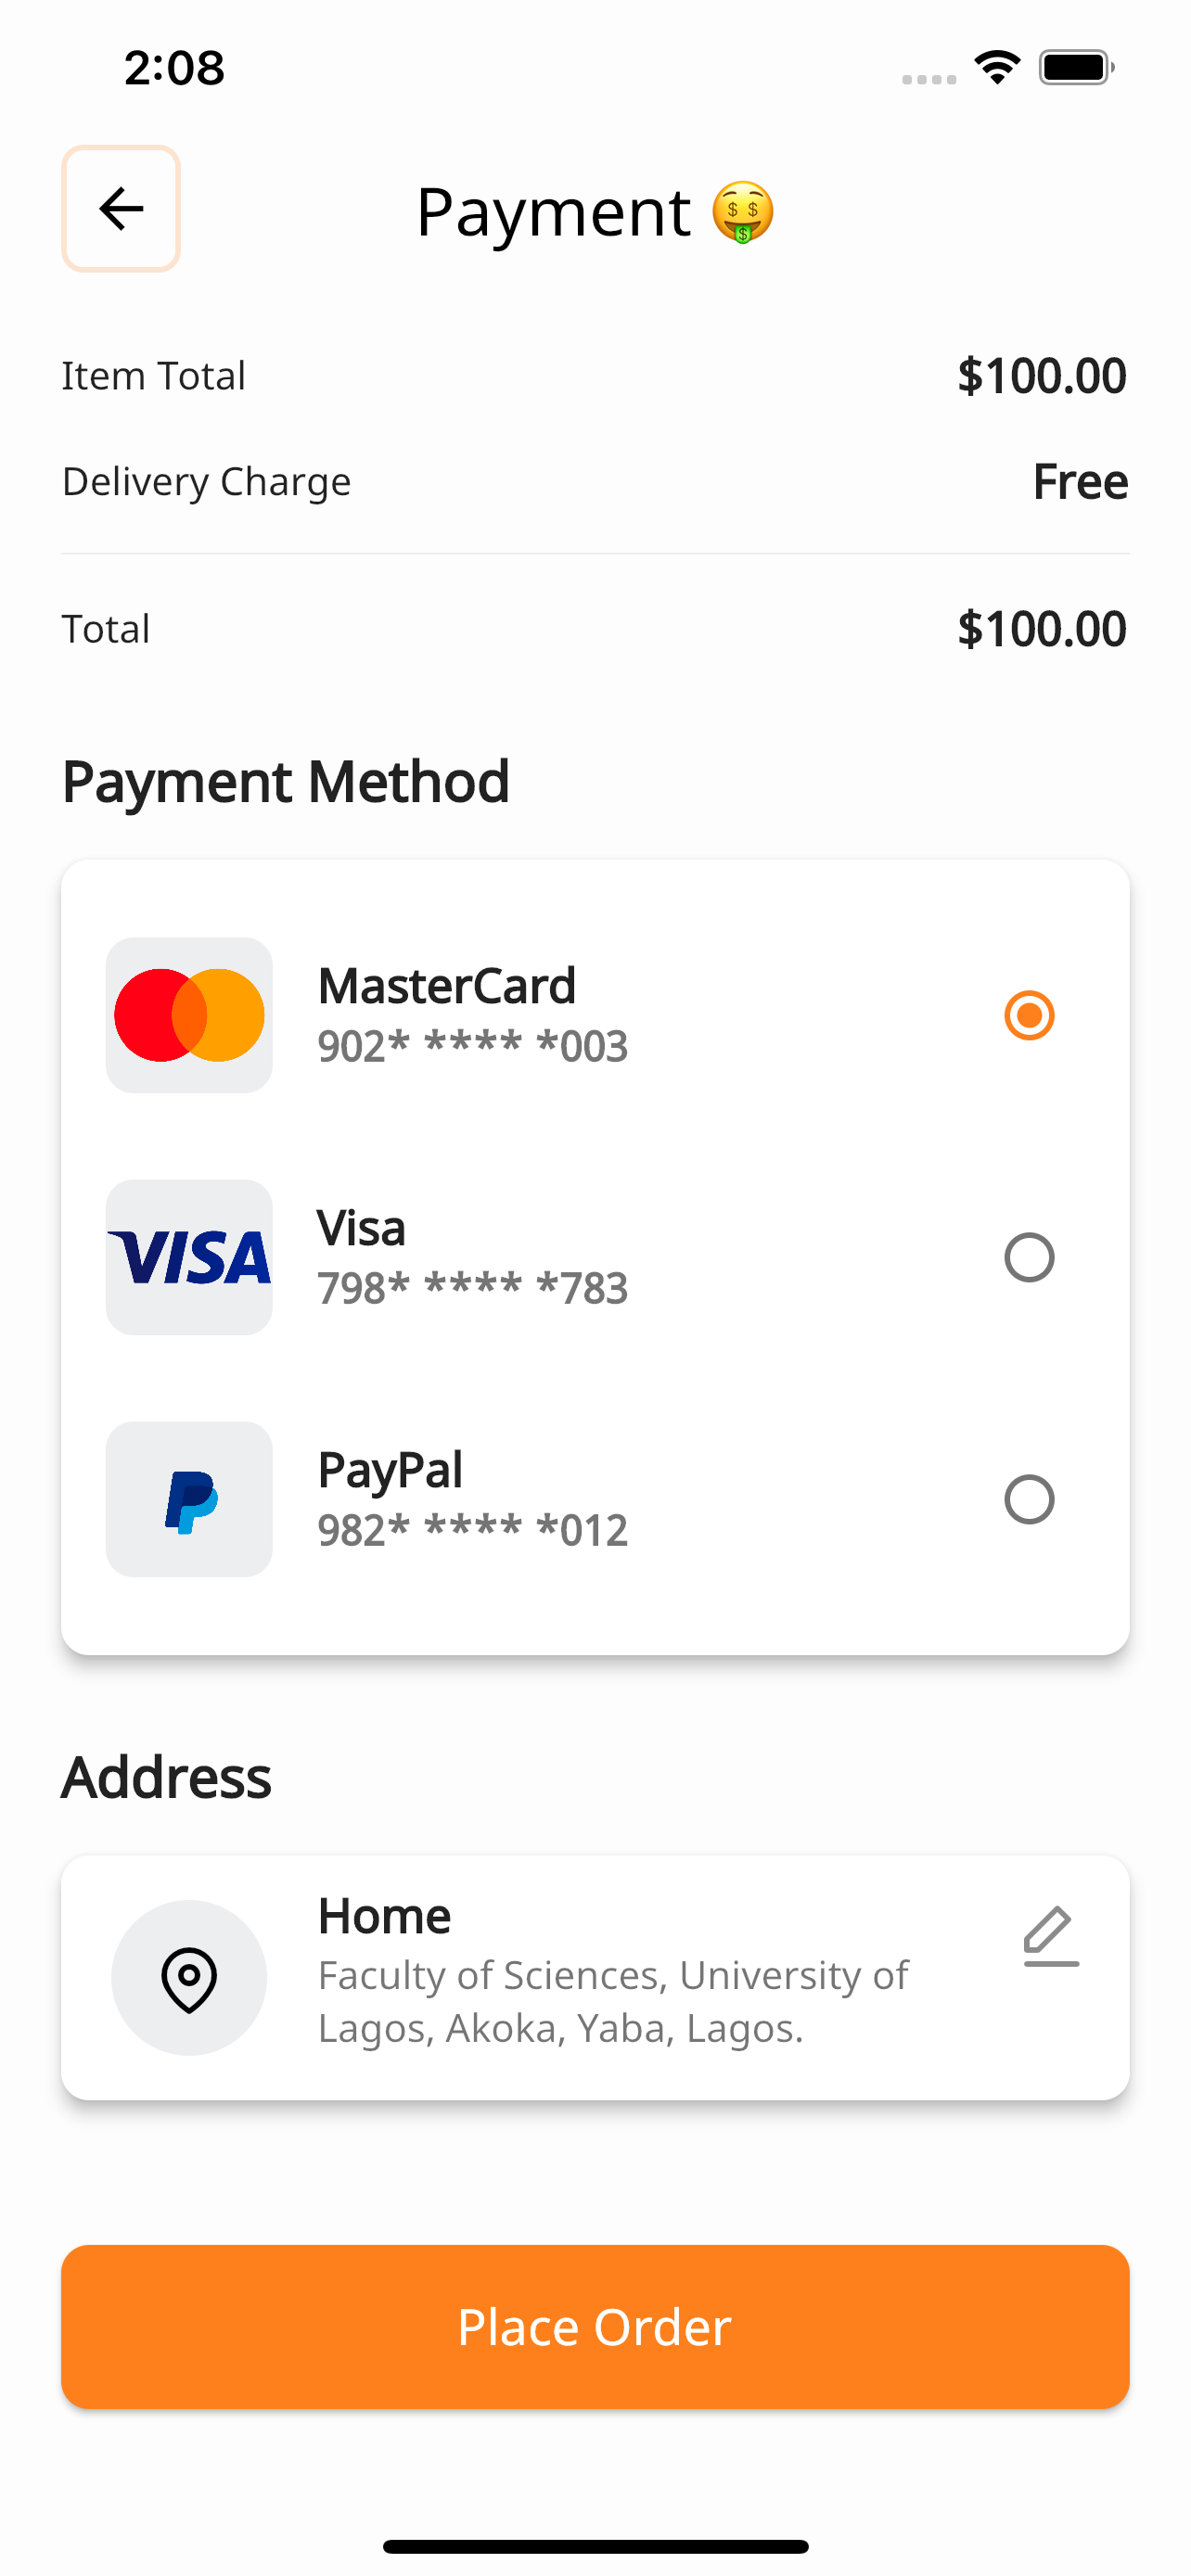 2:08
Payment 🤑
Item Total $100.00
Delivery Charge Free
Total $100.00
Payment Method
MasterCard
902* **** *003
VISA
Visa
798* **** *783
PayPal
982* **** *012
Address
Home
Faculty of Sciences, University of
Lagos, Akoka, Yaba, Lagos.
Place Order